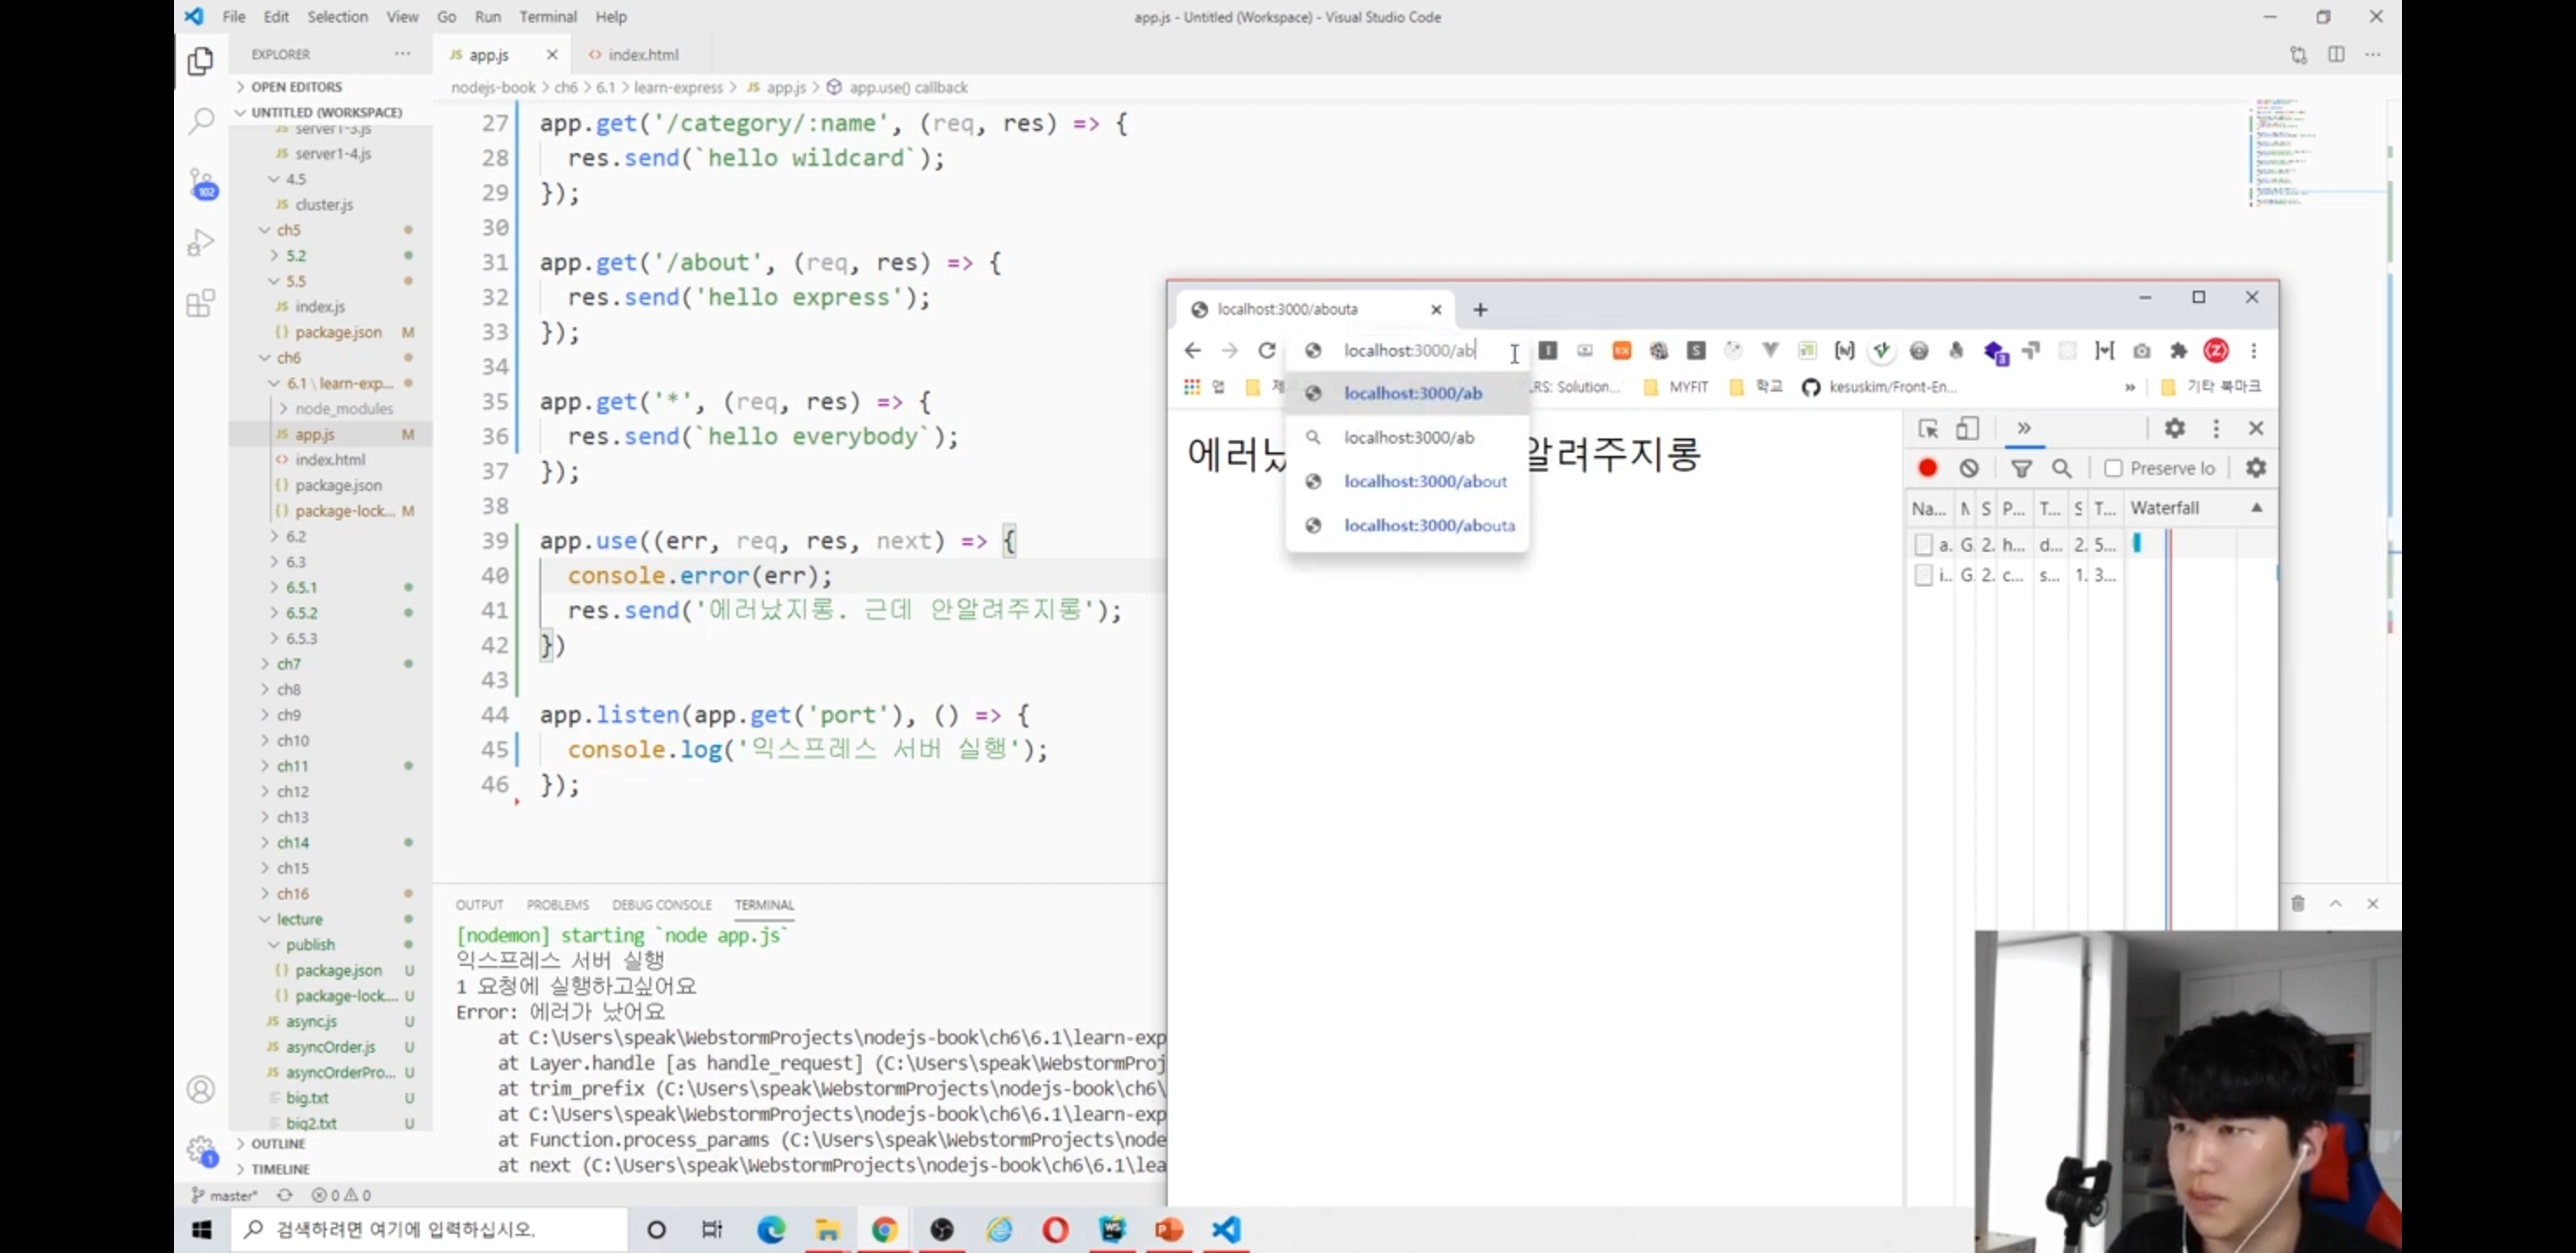 File Edit Selection View Go Run Terminal Help
app.js - Untitled (Workspace) - Visual Studio Code
EXPLORER
OPEN EDITORS
UNTITLED (WORKSPACE)
server1-3.js
server1-4.js
4.5
cluster.js
ch5
5.2
5.5
index.js
package.json M
ch6
6.1 \ learn-exp...
node_modules
app.js M
index.html
package.json
package-lock... M
6.2
6.3
6.5.1
6.5.2
6.5.3
ch7
ch8
ch9
ch10
ch11
ch12
ch13
ch14
ch15
ch16
lecture
publish
package.json U
package-lock.... U
async.js U
asyncOrder.js U
asyncOrderPro... U
big.txt U
big2.txt U
OUTLINE
TIMELINE
102
1
app.js
index.html
nodejs-book > ch6 > 6.1 > learn-express > JS app.js > app.use() callback
27 app.get('/category/:name', (req, res) => {
28 res.send(`hello wildcard`);
29 });
30
31 app.get('/about', (req, res) => {
32 res.send('hello express');
33 });
34
35 app.get('*', (req, res) => {
36 res.send(`hello everybody`);
37 });
38
39 app.use((err, req, res, next) => {
40 console.error(err);
41 res.send('에러났지롱. 근데 안알려주지롱');
42 })
43
44 app.listen(app.get('port'), () => {
45 console.log('익스프레스 서버 실행');
46 });
OUTPUT PROBLEMS DEBUG CONSOLE TERMINAL
[nodemon] starting `node app.js`
익스프레스 서버 실행
1 요청에 실행하고싶어요
Error: 에러가 났어요
at C:\Users\speak\WebstormProjects\nodejs-book\ch6\6.1\learn-exp
at Layer.handle [as handle_request] (C:\Users\speak\WebstormProj
at trim_prefix (C:\Users\speak\WebstormProjects\nodejs-book\ch6\
at C:\Users\speak\WebstormProjects\nodejs-book\ch6\6.1\learn-exp
at Function.process_params (C:\Users\speak\WebstormProjects\node
at next (C:\Users\speak\WebstormProjects\nodejs-book\ch6\6.1\lea
master* 0 0
localhost:3000/abouta
localhost:3000/ab
localhost:3000/ab
localhost:3000/ab
localhost:3000/about
localhost:3000/abouta
앱 LRS: Solution... MYFIT 학교 kesuskim/Front-En... » 기타 북마크
에러났 알려주지롱
Preserve lo
Na... S P... T... S T... Waterfall
a. G 2. h... d... 2. 5...
i.. G 2. c... s... 1. 3...
검색하려면 여기에 입력하십시오.